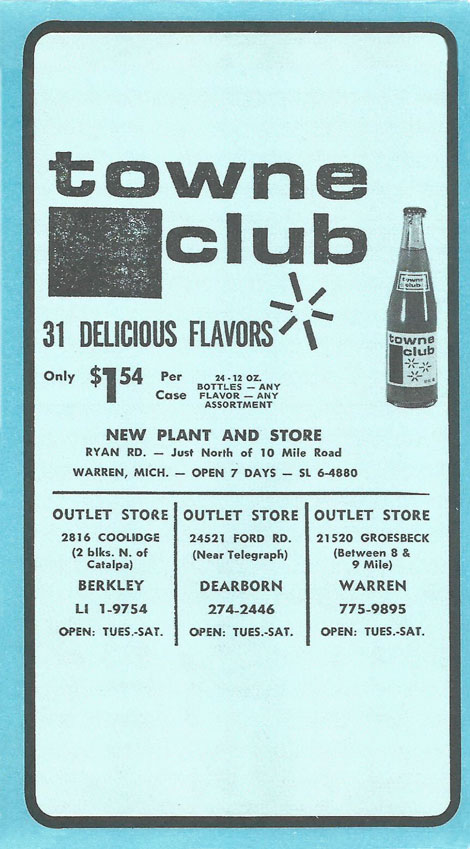 towne
club
31 DELICIOUS FLAVORS
Only $1 54 Per Case 24 - 12 OZ.
BOTTLES — ANY
FLAVOR — ANY
ASSORTMENT
towne
club
towne
club
NEW PLANT AND STORE
RYAN RD. — Just North of 10 Mile Road
WARREN, MICH. — OPEN 7 DAYS — SL 6-4880
OUTLET STORE
2816 COOLIDGE
(2 blks. N. of
Catalpa)
BERKLEY
LI 1-9754
OPEN: TUES.-SAT.
OUTLET STORE
24521 FORD RD.
(Near Telegraph)
DEARBORN
274-2446
OPEN: TUES.-SAT.
OUTLET STORE
21520 GROESBECK
(Between 8 &
9 Mile)
WARREN
775-9895
OPEN: TUES.-SAT.